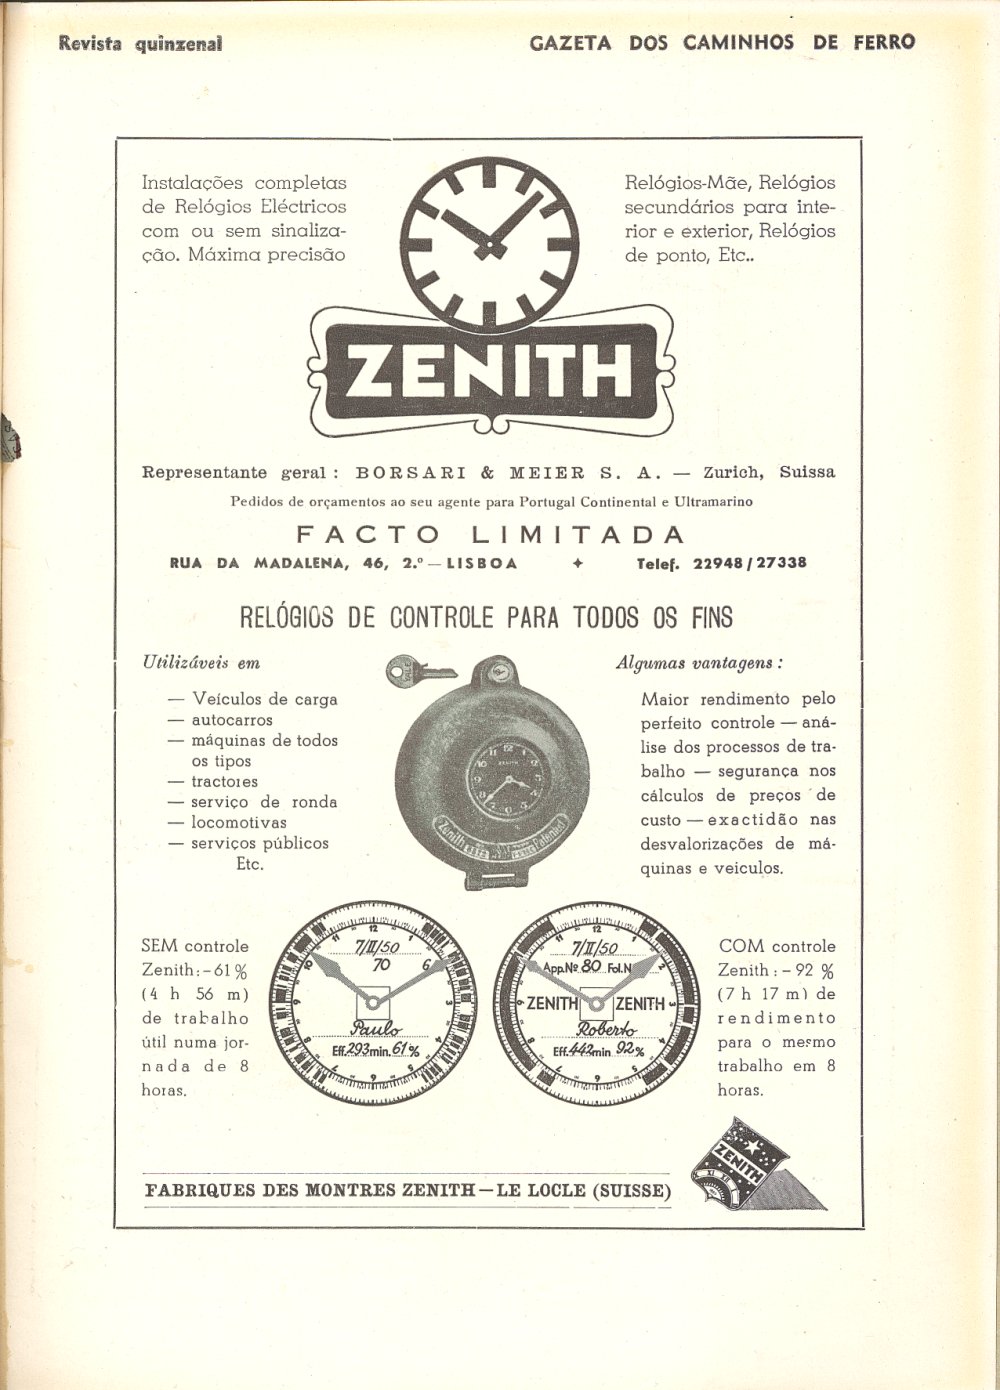 Revista quinzenal
GAZETA DOS CAMINHOS DE FERRO
Instalações completas
de Relógios Eléctricos
com ou sem sinaliza-
ção. Máxima precisão
Relógios-Mãe, Relógios
secundários para inte-
rior e exterior, Relógios
de ponto, Etc..
ZENITH
Representante geral : BORSARI & MEIER S. A. — Zurich, Suissa
Pedidos de orçamentos ao seu agente para Portugal Continental e Ultramarino
FACTO LIMITADA
RUA DA MADALENA, 46, 2.º — LISBOA ✦ Telef. 22948/27338
RELÓGIOS DE CONTROLE PARA TODOS OS FINS
Utilizáveis em
— Veículos de carga
— autocarros
— máquinas de todos
os tipos
— tractores
— serviço de ronda
— locomotivas
— serviços públicos
Etc.
YALE
ZENITH
Zenith
Algumas vantagens :
Maior rendimento pelo
perfeito controle — aná-
lise dos processos de tra-
balho — segurança nos
cálculos de preços de
custo — exactidão nas
desvalorizações de má-
quinas e veiculos.
SEM controle
Zenith:-61%
(4 h 56 m)
de trabalho
útil numa jor-
nada de 8
horas.
7/II/50
70 6
Paulo
Eff. 293 min. 61%
7/II/50
App.Nº 80 Fol.N
ZENITH ZENITH
Roberto
Eff. 442 min 92%
COM controle
Zenith : - 92 %
(7 h 17 m) de
rendimento
para o mesmo
trabalho em 8
horas.
ZENITH
FABRIQUES DES MONTRES ZENITH — LE LOCLE (SUISSE)